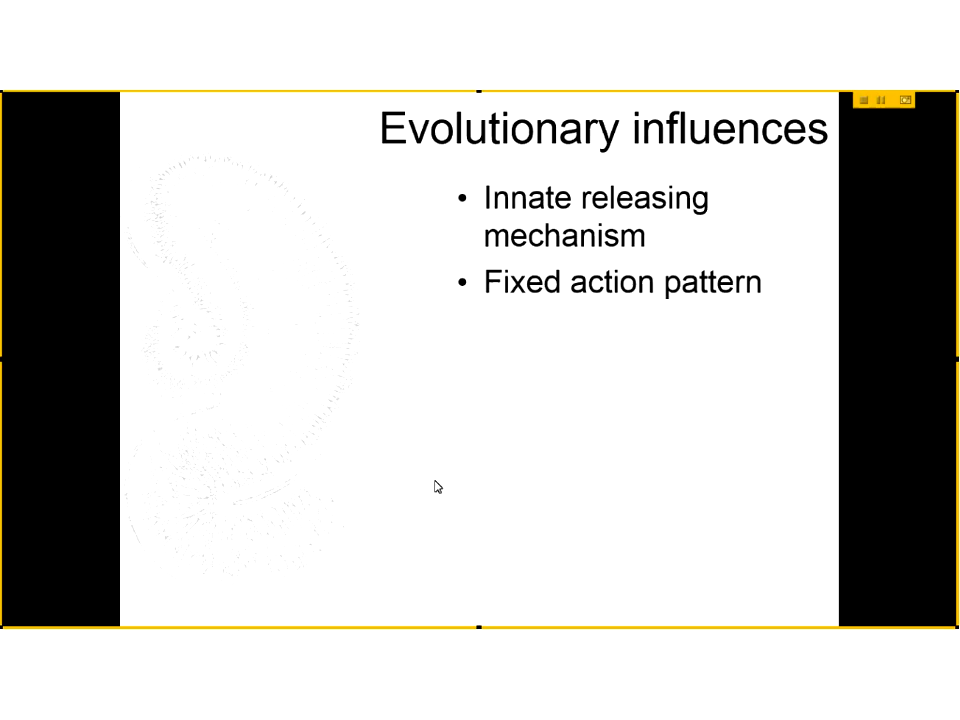 Evolutionary influences
• Innate releasing
mechanism
• Fixed action pattern